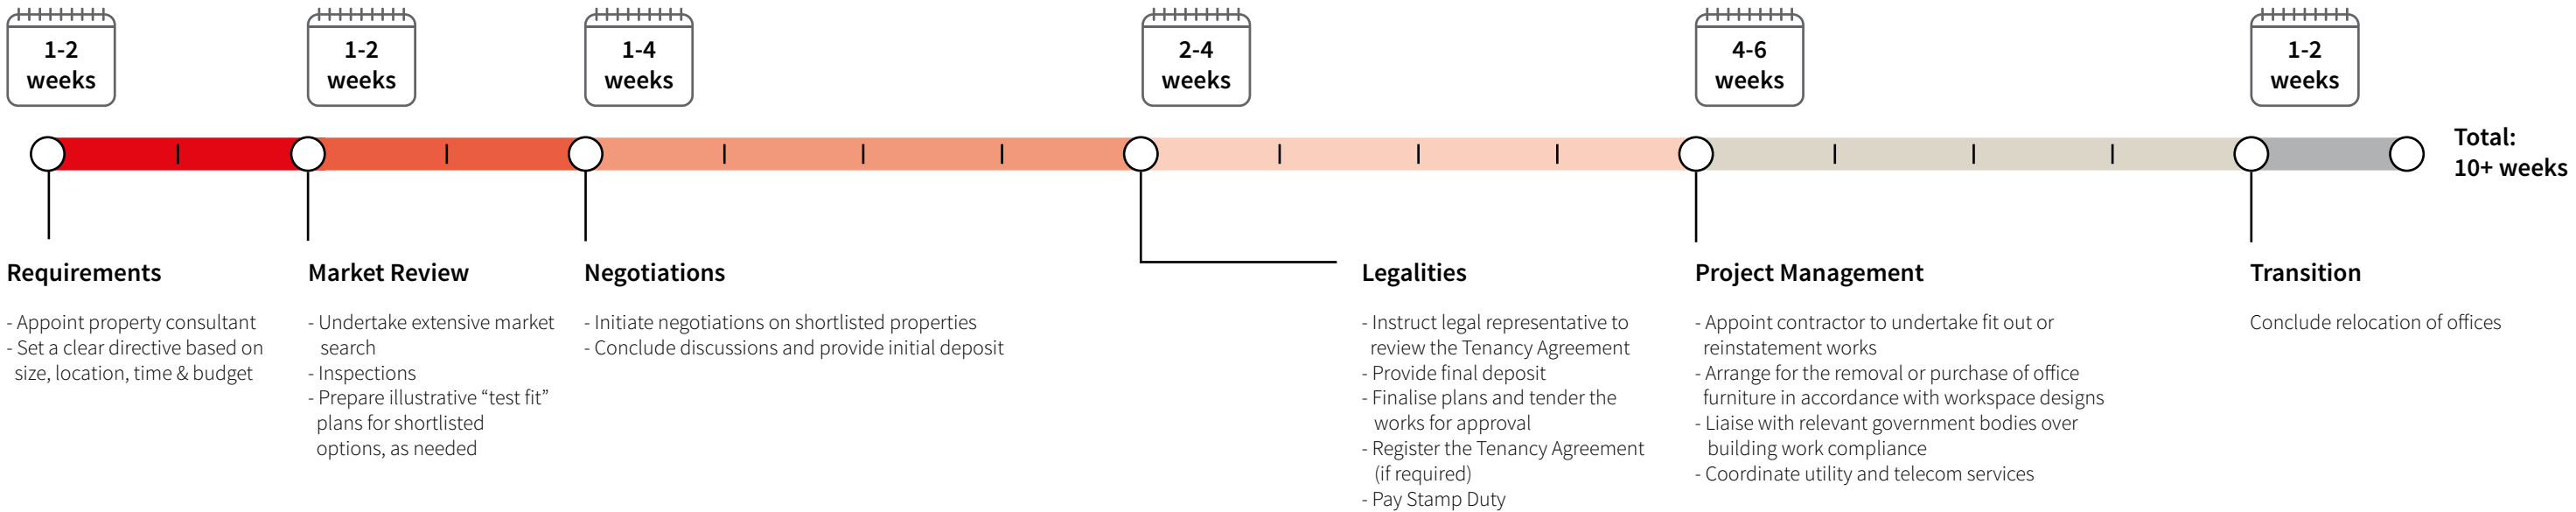 1-2
weeks
1-2
weeks
1-4
weeks
2-4
weeks
4-6
weeks
1-2
weeks
Total:
10+ weeks
Requirements
- Appoint property consultant
- Set a clear directive based on
size, location, time & budget
Market Review
- Undertake extensive market
search
- Inspections
- Prepare illustrative “test fit”
plans for shortlisted
options, as needed
Negotiations
- Initiate negotiations on shortlisted properties
- Conclude discussions and provide initial deposit
Legalities
- Instruct legal representative to
review the Tenancy Agreement
- Provide final deposit
- Finalise plans and tender the
works for approval
- Register the Tenancy Agreement
(if required)
- Pay Stamp Duty
Project Management
- Appoint contractor to undertake fit out or
reinstatement works
- Arrange for the removal or purchase of office
furniture in accordance with workspace designs
- Liaise with relevant government bodies over
building work compliance
- Coordinate utility and telecom services
Transition
Conclude relocation of offices